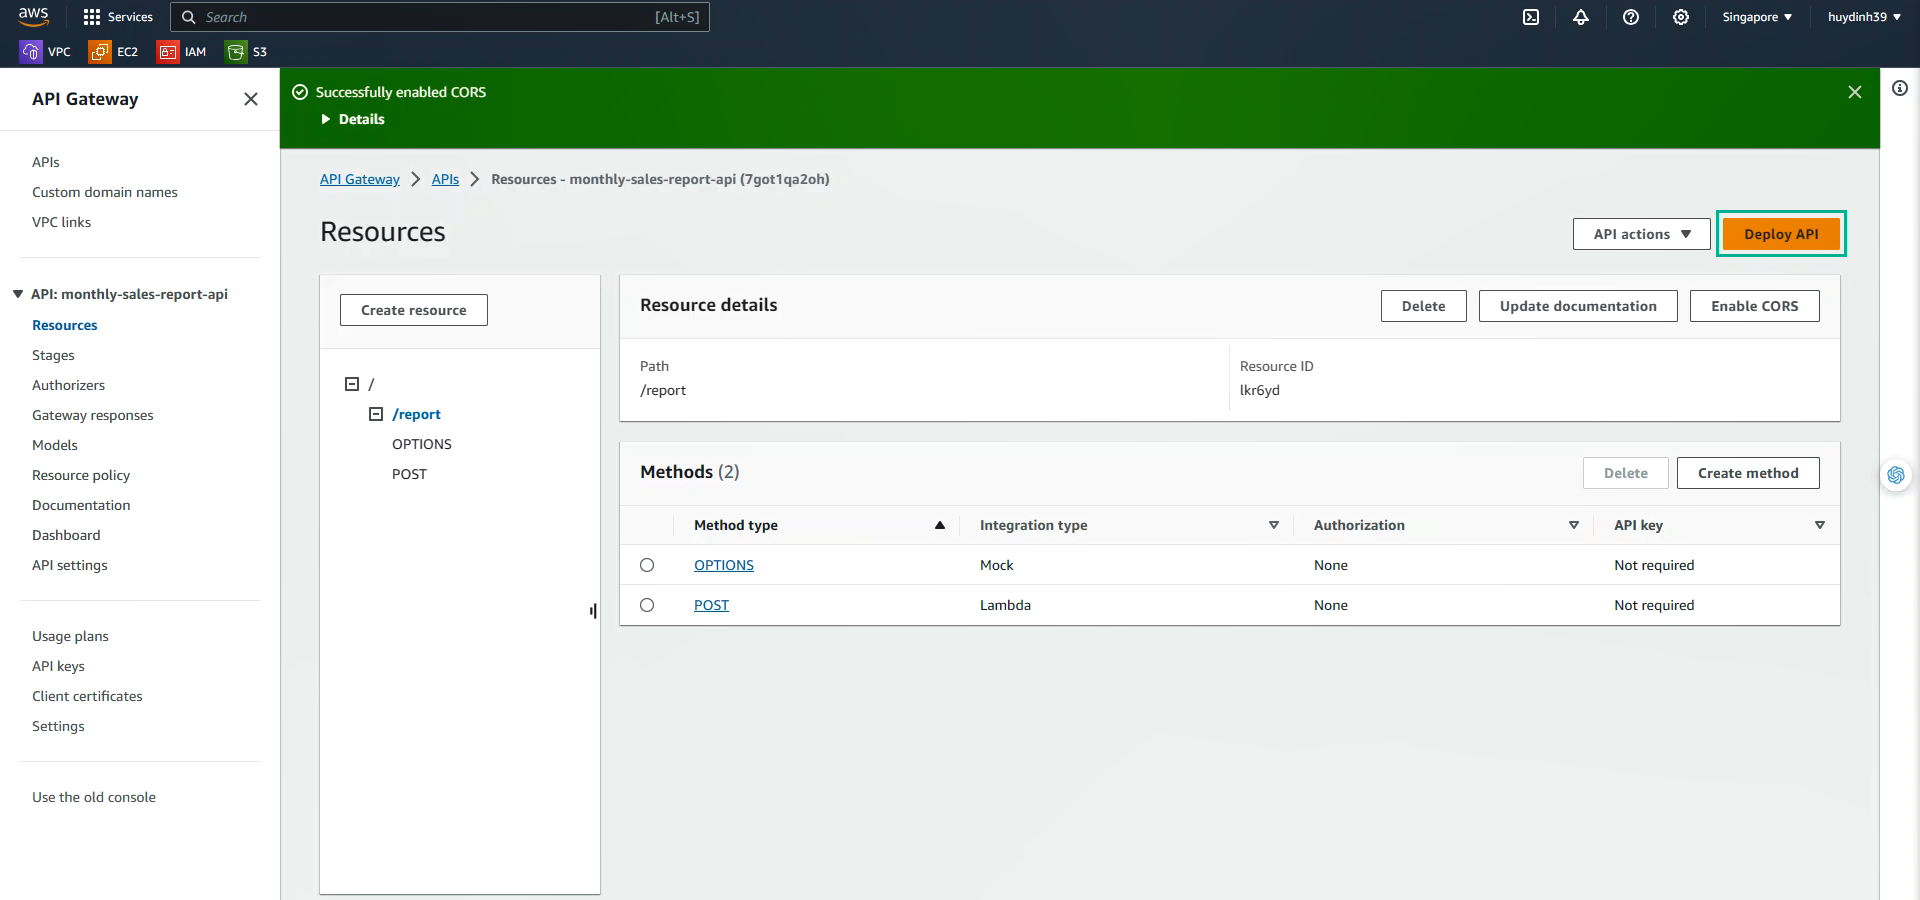 aws
Services
Search
[Alt+S]
Singapore ▼
huydinh39 ▼
VPC
EC2
IAM
S3
API Gateway
APIs
Custom domain names
VPC links
API: monthly-sales-report-api
Resources
Stages
Authorizers
Gateway responses
Models
Resource policy
Documentation
Dashboard
API settings
Usage plans
API keys
Client certificates
Settings
Use the old console
Successfully enabled CORS
Details
API Gateway > APIs > Resources - monthly-sales-report-api (7got1qa2oh)
Resources
API actions ▼
Deploy API
Create resource
/
/report
OPTIONS
POST
Resource details
Delete
Update documentation
Enable CORS
Path
/report
Resource ID
lkr6yd
Methods (2)
Delete
Create method
Method type Integration type Authorization API key
OPTIONS Mock None Not required
POST Lambda None Not required